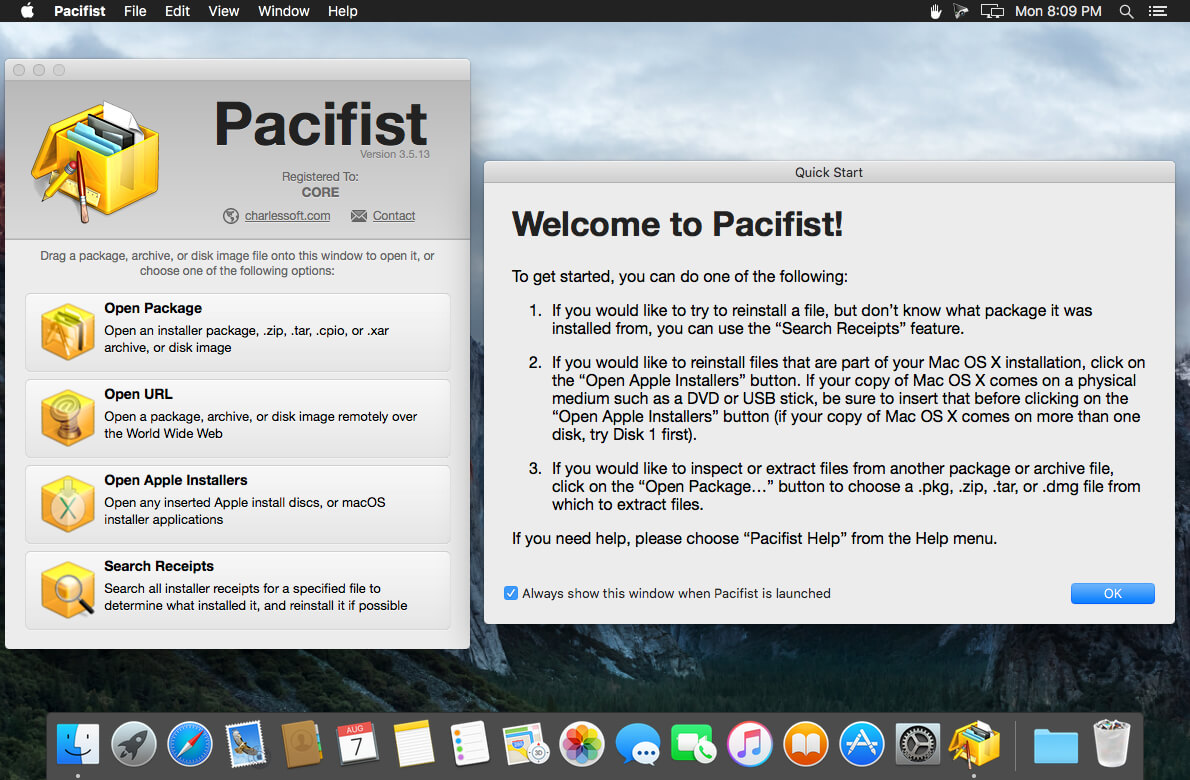 Pacifist File Edit View Window Help Mon 8:09 PM
Pacifist
Version 3.5.13
Registered To:
CORE
charlessoft.com Contact
Drag a package, archive, or disk image file onto this window to open it, or
choose one of the following options:
Open Package
Open an installer package, .zip, .tar, .cpio, or .xar
archive, or disk image
Open URL
Open a package, archive, or disk image remotely over
the World Wide Web
Open Apple Installers
Open any inserted Apple install discs, or macOS
installer applications
Search Receipts
Search all installer receipts for a specified file to
determine what installed it, and reinstall it if possible
Quick Start
Welcome to Pacifist!
To get started, you can do one of the following:
1. If you would like to try to reinstall a file, but don’t know what package it was
installed from, you can use the “Search Receipts” feature.
2. If you would like to reinstall files that are part of your Mac OS X installation, click on
the “Open Apple Installers” button. If your copy of Mac OS X comes on a physical
medium such as a DVD or USB stick, be sure to insert that before clicking on the
“Open Apple Installers” button (if your copy of Mac OS X comes on more than one
disk, try Disk 1 first).
3. If you would like to inspect or extract files from another package or archive file,
click on the “Open Package…” button to choose a .pkg, .zip, .tar, or .dmg file from
which to extract files.
If you need help, please choose “Pacifist Help” from the Help menu.
Always show this window when Pacifist is launched
OK
AUG
7
3D